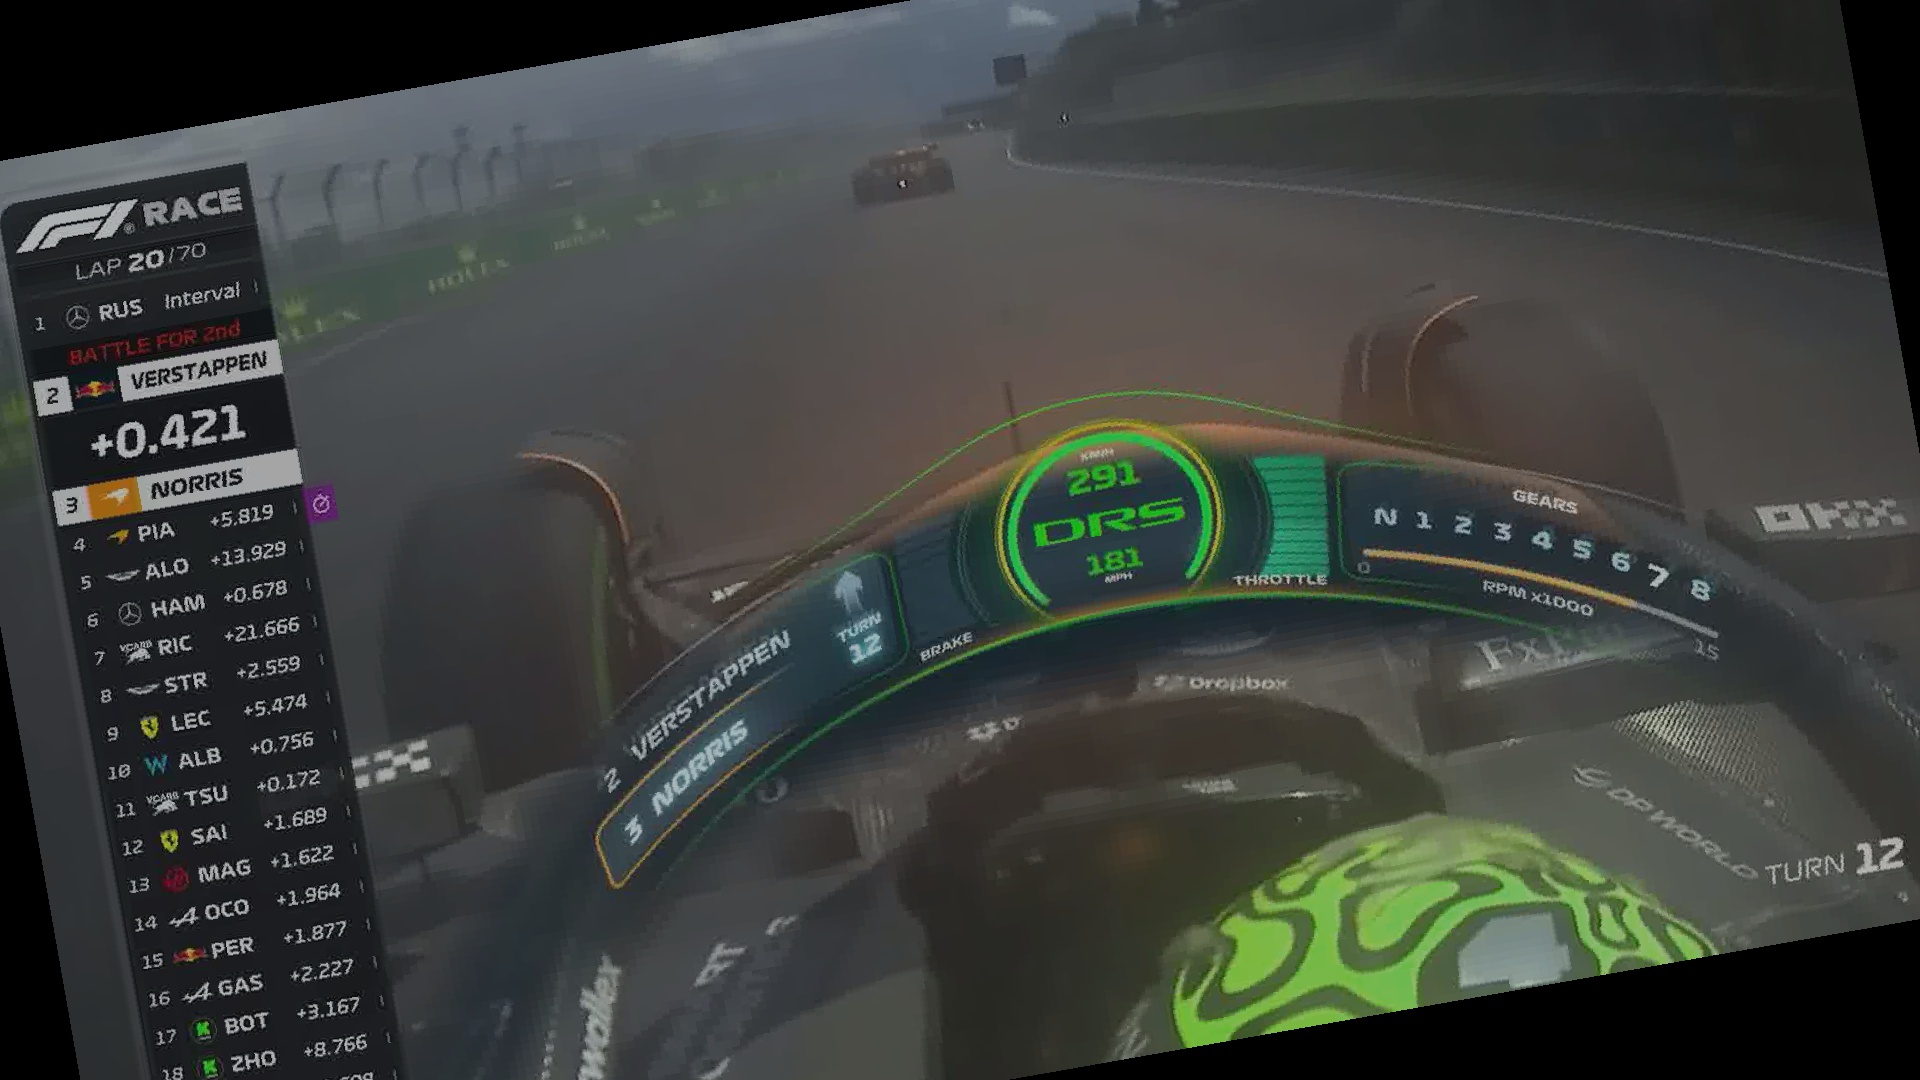 F1 RACE
LAP 20/70
1 RUS Interval
BATTLE FOR 2nd
2 VERSTAPPEN
+0.421
3 NORRIS
4 PIA +5.819
5 ALO +13.929
6 HAM +0.678
7 VCARB RIC +21.666
8 STR +2.559
9 LEC +5.474
10 W ALB +0.756
11 VCARB TSU +0.172
12 SAI +1.689
13 MAG +1.622
14 OCO +1.964
15 PER +1.877
16 GAS +2.227
17 K BOT +3.167
18 K ZHO +8.766
ROLEX
KM/H
291
DRS
181
MPH
2 VERSTAPPEN
3 NORRIS
TURN
12
BRAKE
THROTTLE
GEARS
N 1 2 3 4 5 6 7 8
0
RPM X1000
15
OKX
Dropbox
DP WORLD
TURN 12